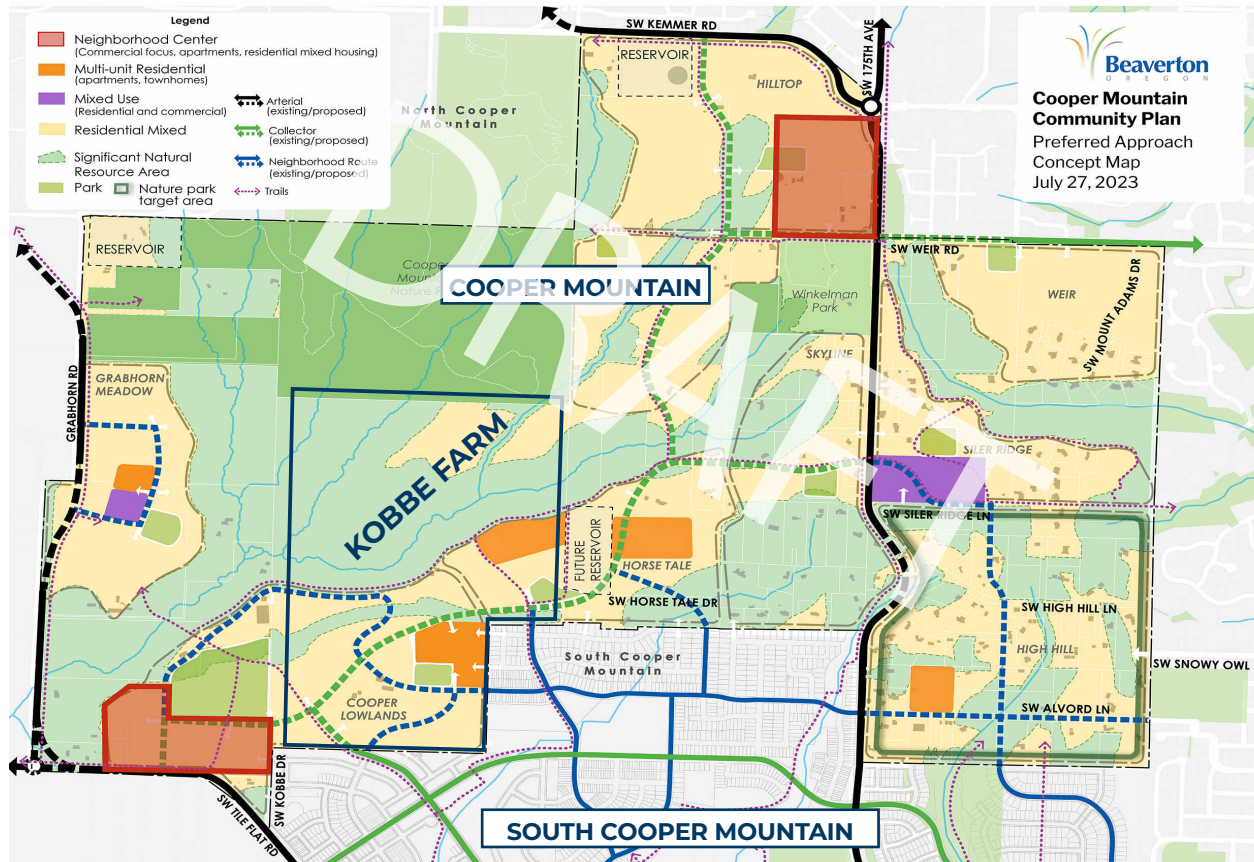 Legend
Neighborhood Center
(Commercial focus, apartments, residential mixed housing)
Multi-unit Residential
(apartments, townhomes)
Mixed Use
(Residential and commercial)
Residential Mixed
Significant Natural
Resource Area
Park
Nature park
target area
Arterial
(existing/proposed)
Collector
(existing/proposed)
Neighborhood Route
(existing/proposed)
Trails
Beaverton
OREGON
Cooper Mountain
Community Plan
Preferred Approach
Concept Map
July 27, 2023
SW KEMMER RD
SW 175TH AVE
RESERVOIR
HILLTOP
North Cooper
Mountain
RESERVOIR
SW WEIR RD
Cooper
COOPER MOUNTAIN
Winkelman
Park
WEIR
SW MOUNT ADAMS DR
SKYLINE
GRABHORN RD
GRABHORN
MEADOW
KOBBE FARM
SILER RIDGE
SW SILER RIDGE LN
FUTURE
RESERVOIR
HORSE TALE
SW HORSE TALE DR
SW HIGH HILL LN
HIGH HILL
SW SNOWY OWL
South Cooper
Mountain
COOPER
LOWLANDS
SW ALVORD LN
SW KOBBE DR
SW TILE FLAT RD
SOUTH COOPER MOUNTAIN
DRAFT